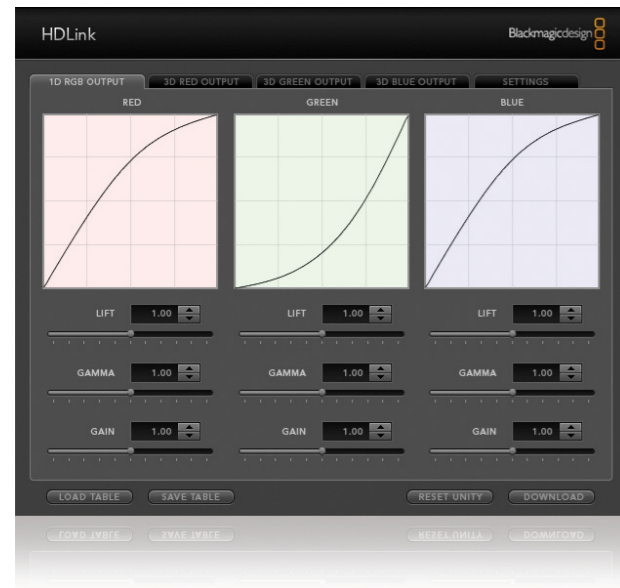 HDLink
Blackmagicdesign
1D RGB OUTPUT 3D RED OUTPUT 3D GREEN OUTPUT 3D BLUE OUTPUT SETTINGS
RED GREEN BLUE
LIFT 1.00 LIFT 1.00 LIFT 1.00
GAMMA 1.00 GAMMA 1.00 GAMMA 1.00
GAIN 1.00 GAIN 1.00 GAIN 1.00
LOAD TABLE SAVE TABLE RESET UNITY DOWNLOAD